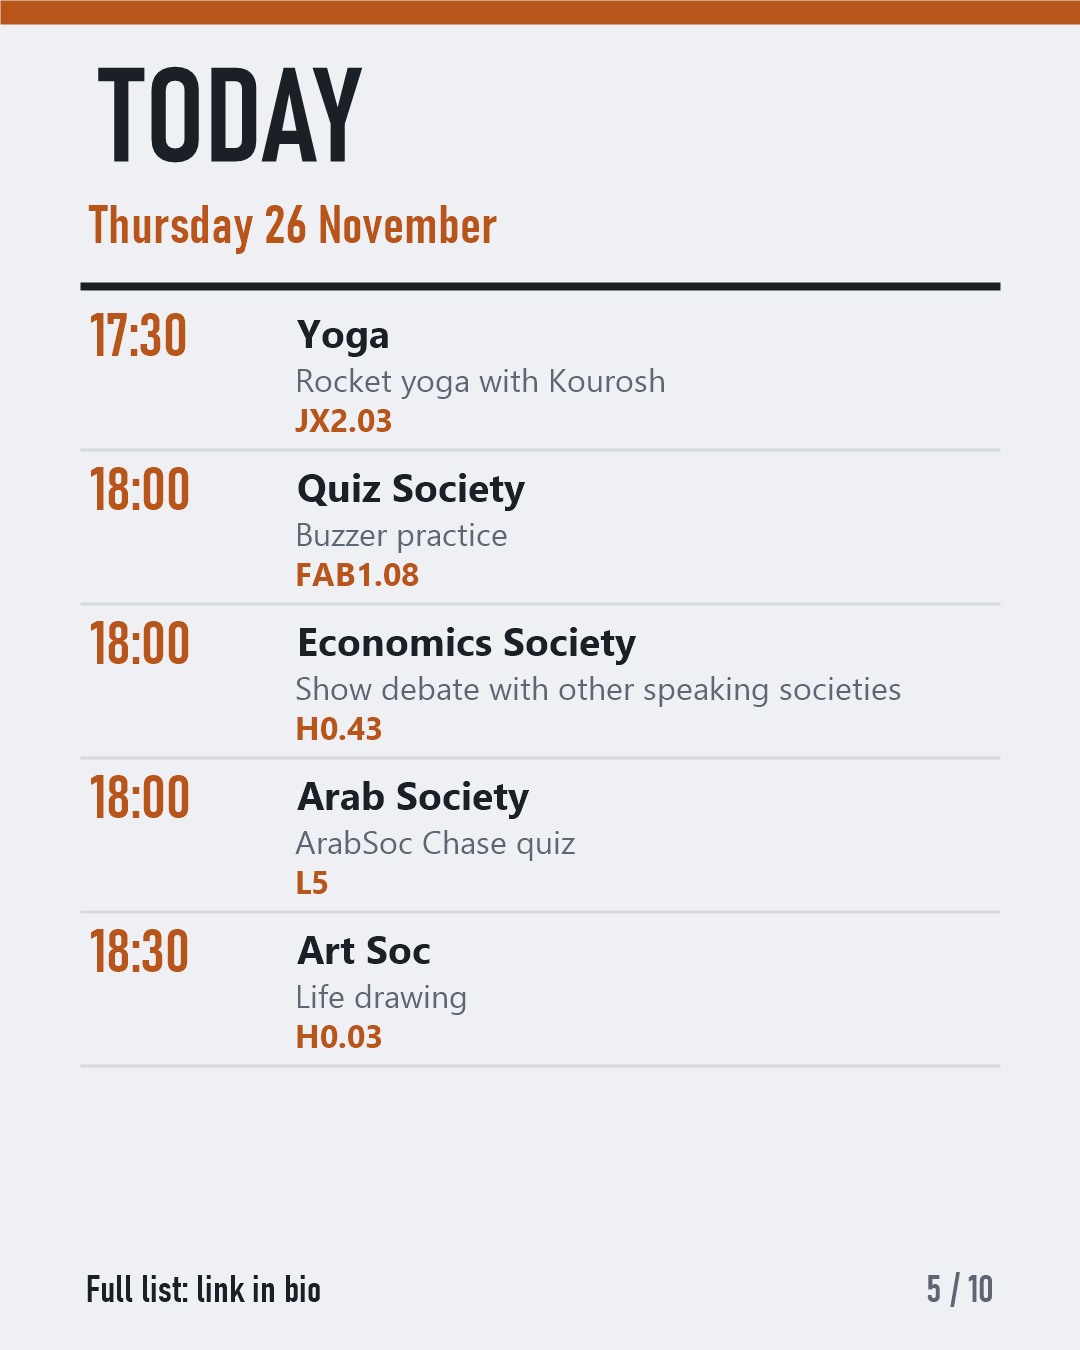 TODAY
Thursday 26 November
17:30
Yoga
Rocket yoga with Kourosh
JX2.03
18:00
Quiz Society
Buzzer practice
FAB1.08
18:00
Economics Society
Show debate with other speaking societies
H0.43
18:00
Arab Society
ArabSoc Chase quiz
L5
18:30
Art Soc
Life drawing
H0.03
Full list: link in bio
5 / 10